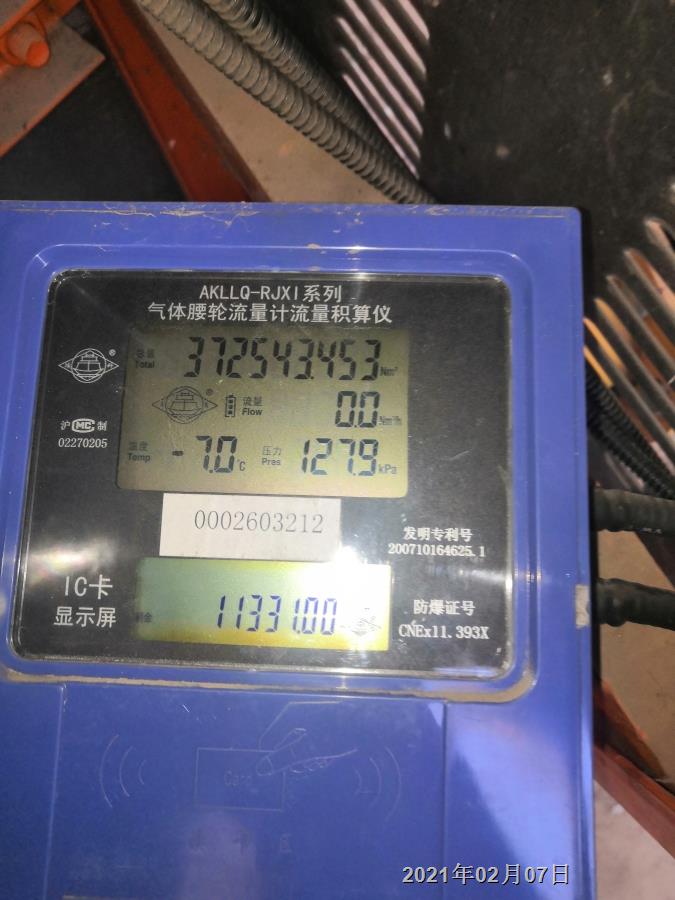 AKLLQ-RJXI系列
气体腰轮流量计流量积算仪
总量 Total 372543.453 Nm³
流量 Flow 0.0 Nm³/h
温度 Temp -7.0 °C 压力 Pres 127.9 kPa
沪 MC 制
02270205
0002603212
发明专利号
200710164625.1
IC卡
显示屏
剩余 11331.00
防爆证号
CNEx11.393X
Card
2021年02月07日